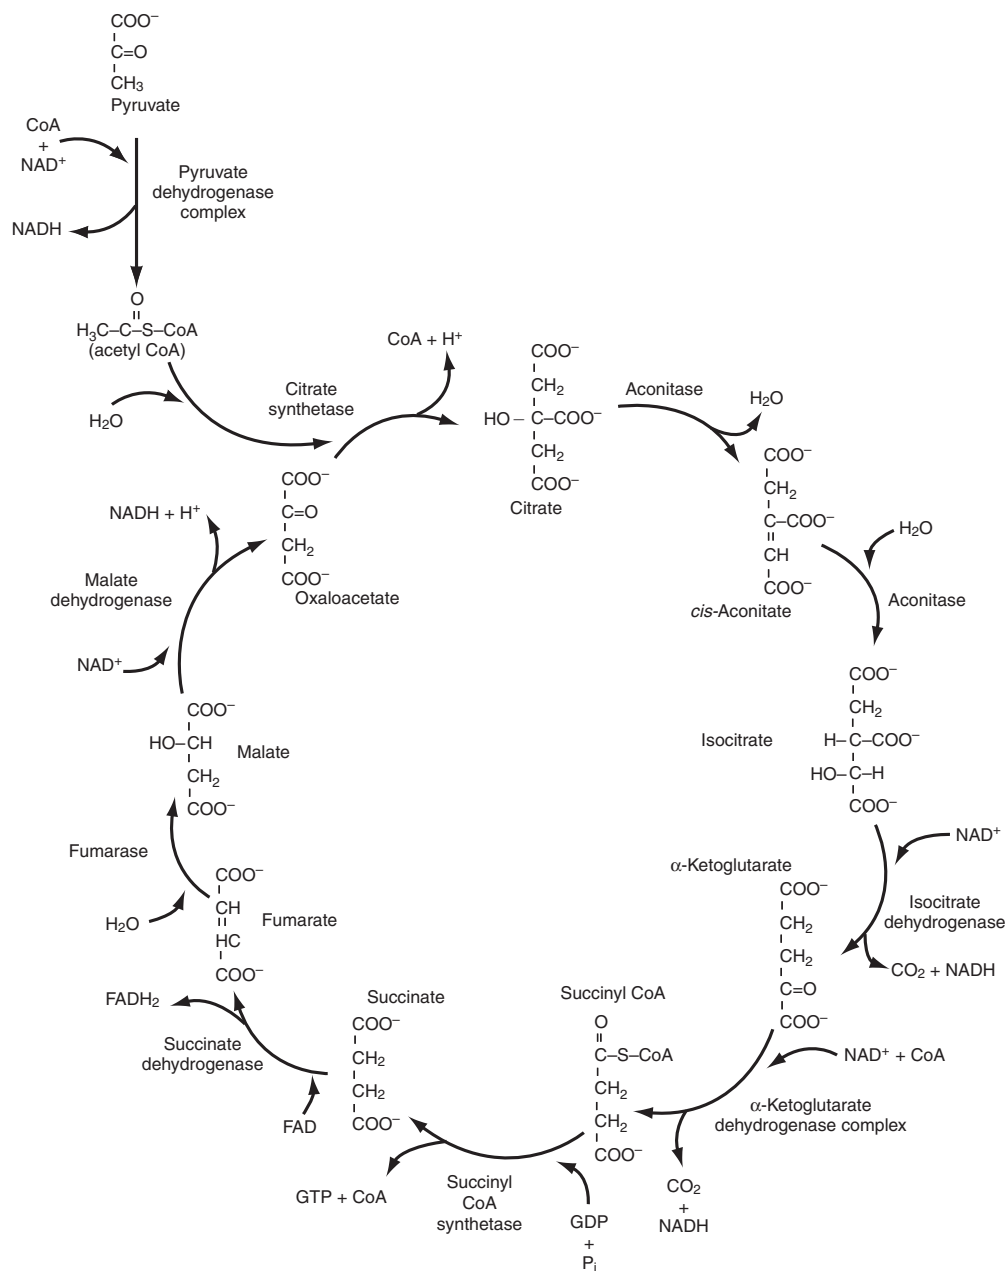 COO⁻
C=O
CH₃
Pyruvate
CoA
+
NAD⁺
Pyruvate
dehydrogenase
complex
NADH
O
H₃C–C–S–CoA
(acetyl CoA)
H₂O
Citrate
synthetase
CoA + H⁺
COO⁻
CH₂
HO – C–COO⁻
CH₂
COO⁻
Citrate
Aconitase
H₂O
COO⁻
CH₂
C–COO⁻
CH
COO⁻
cis-Aconitate
H₂O
Aconitase
COO⁻
CH₂
H–C–COO⁻
HO–C–H
COO⁻
Isocitrate
NAD⁺
Isocitrate
dehydrogenase
CO₂ + NADH
α-Ketoglutarate
COO⁻
CH₂
CH₂
C=O
COO⁻
NAD⁺ + CoA
α-Ketoglutarate
dehydrogenase complex
CO₂
+
NADH
Succinyl CoA
O
C–S–CoA
CH₂
CH₂
COO⁻
GDP
+
Pᵢ
Succinyl
CoA
synthetase
GTP + CoA
Succinate
COO⁻
CH₂
CH₂
COO⁻
FAD
Succinate
dehydrogenase
FADH₂
COO⁻
CH
HC
COO⁻
Fumarate
H₂O
Fumarase
COO⁻
HO–CH
CH₂
COO⁻
Malate
NAD⁺
Malate
dehydrogenase
NADH + H⁺
COO⁻
C=O
CH₂
COO⁻
Oxaloacetate